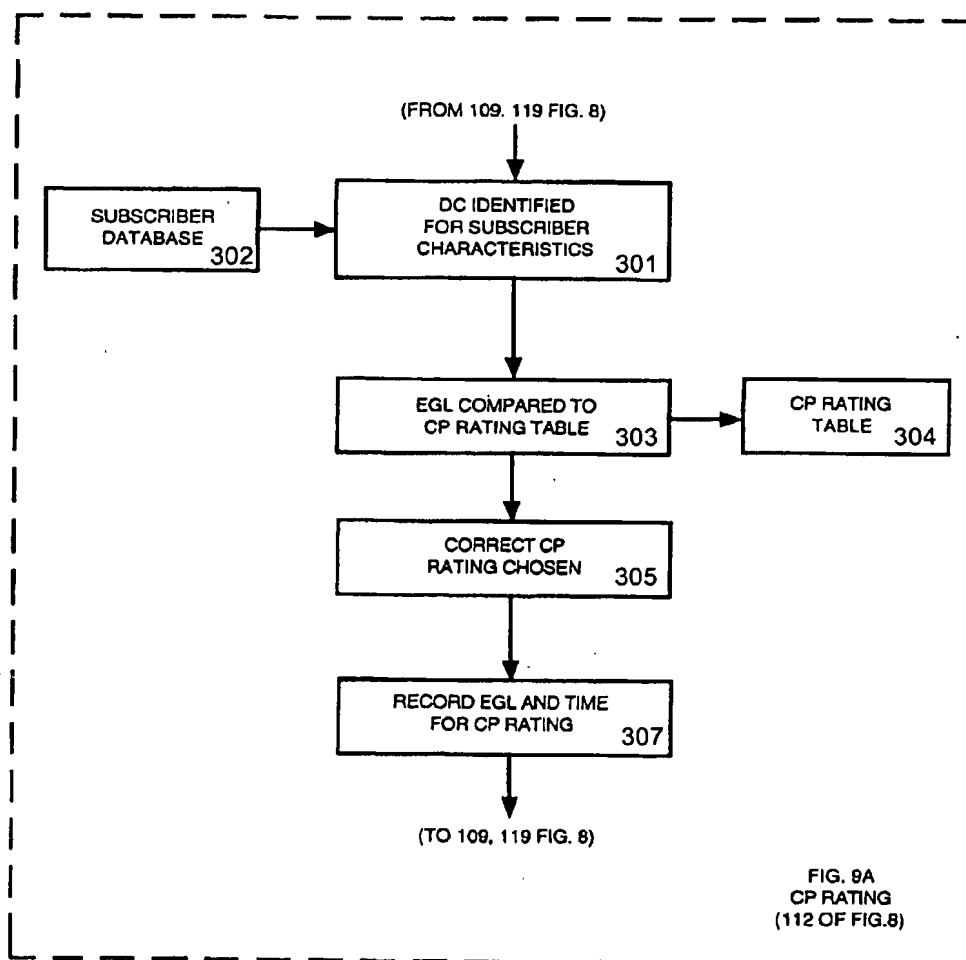 (FROM 109. 119 FIG. 8)
SUBSCRIBER
DATABASE
302
DC IDENTIFIED
FOR SUBSCRIBER
CHARACTERISTICS
301
EGL COMPARED TO
CP RATING TABLE
303
CP RATING
TABLE
304
CORRECT CP
RATING CHOSEN
305
RECORD EGL AND TIME
FOR CP RATING
307
(TO 109, 119 FIG. 8)
FIG. 9A
CP RATING
(112 OF FIG.8)